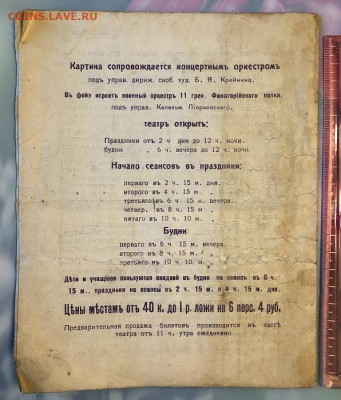 COINS.LAVE.RU
Картина сопровождается концертнымъ оркестромъ
подъ управ. дириж. своб. худ. Б. Я. Крейнина.
Въ фойэ играетъ военный оркестръ 11 грен. Фанагорійскаго полка,
подъ управ. Капельм. Піорковскаго.
театръ открытъ:
Праздники отъ 2 ч. дня до 12 ч. ночи.
будни „ 6 ч. вечера до 12 ч. ночи.
Начало сеансовъ въ праздники:
перваго въ 2 ч. 15 м. дня.
второго въ 4 ч. 15 м. „
третьяго въ 6 ч 15 м. вечера
четвер. въ 8 ч 15 м „
пятаго въ 10 ч. 10 м. „
Будни
перваго въ 6 ч 15 м. вечера.
второго въ 8 ч 15 м. „
третьяго въ 10 ч. 10 м. „
Дѣти и учащіеся пользуются скидкой въ будни на сеансъ въ 6 ч.
15 м., праздники на сеансы въ 2 ч. 15 м. и 4 ч. 15 м. дня.
Цѣны мѣстамъ отъ 40 к. до 1 р. ложи на 6 перс. 4 руб.
Предварительная продажа билетовъ производится въ кассѣ
театра отъ 11 ч. утра ежедневно.